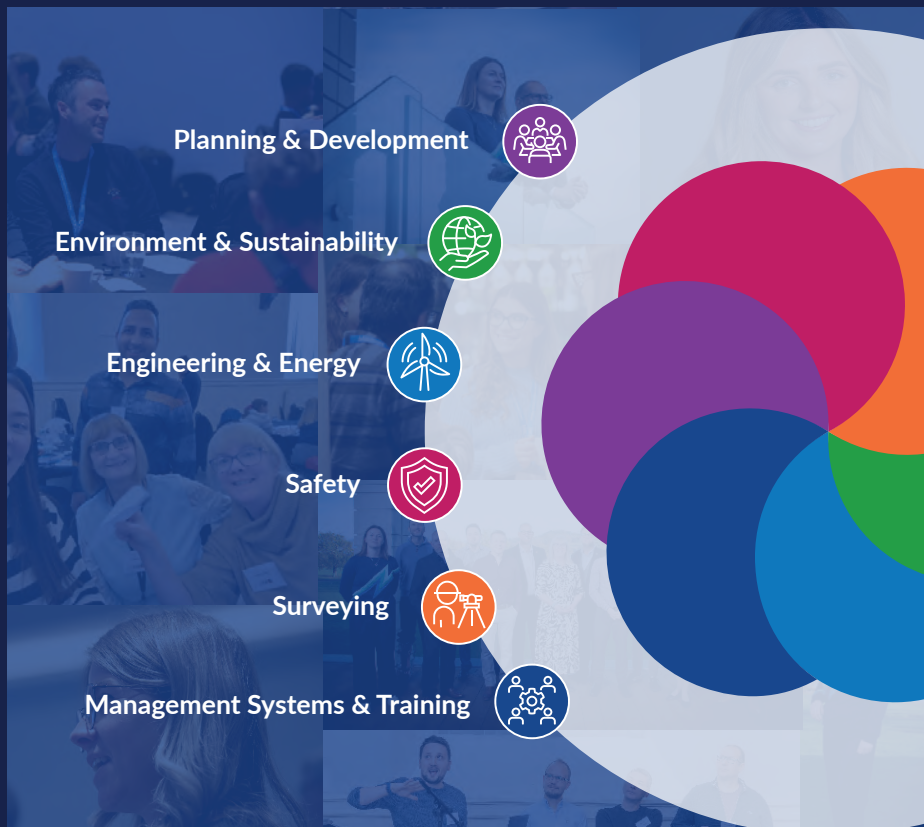 Planning & Development
Environment & Sustainability
Engineering & Energy
Safety
Surveying
Management Systems & Training